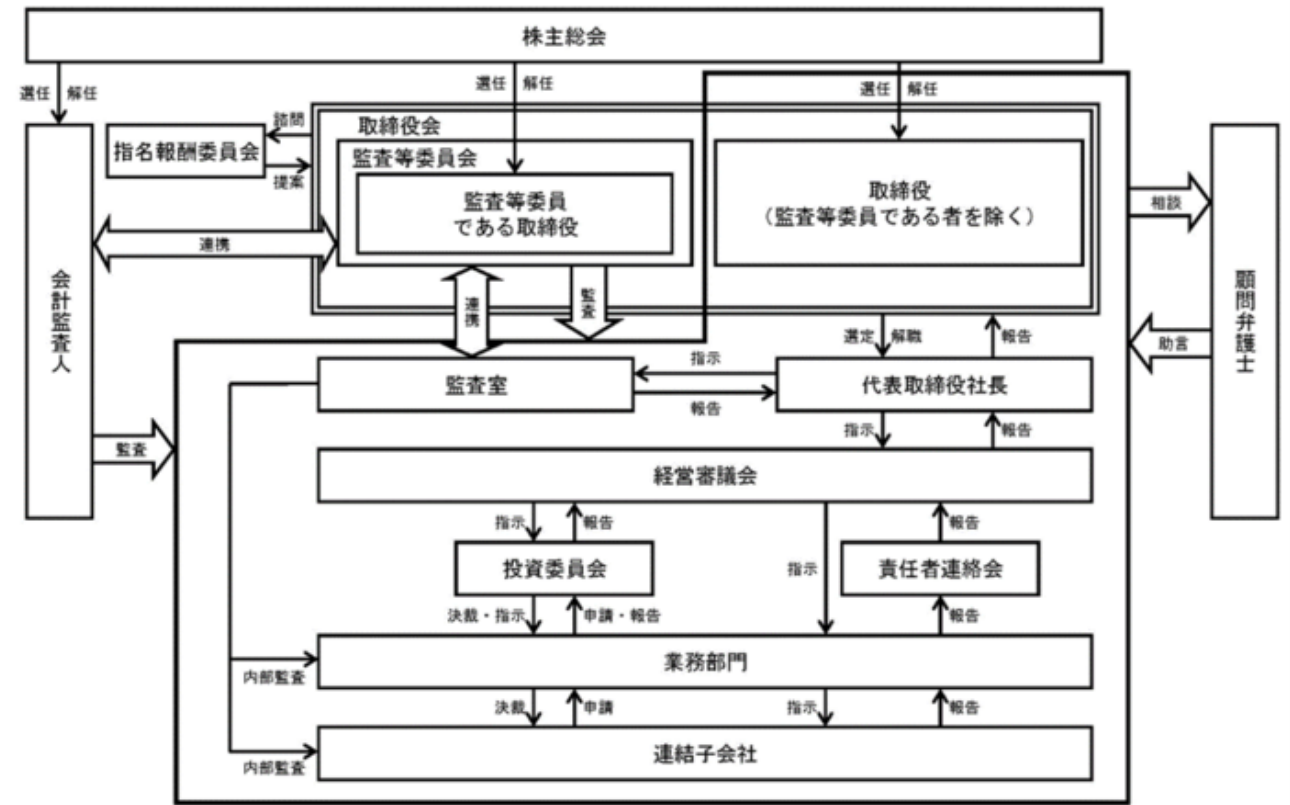 株主総会
選任 解任
選任 解任
選任 解任
諮問
指名報酬委員会
提案
取締役会
監査等委員会
監査等委員
である取締役
取締役
（監査等委員である者を除く）
相談
連携
会計監査人
顧問弁護士
連携
監査
選定 解職
報告
助言
監査室
指示
報告
代表取締役社長
監査
指示
報告
経営審議会
指示
報告
指示
報告
投資委員会
責任者連絡会
決裁・指示
申請・報告
報告
業務部門
内部監査
決裁
申請
指示
報告
連結子会社
内部監査